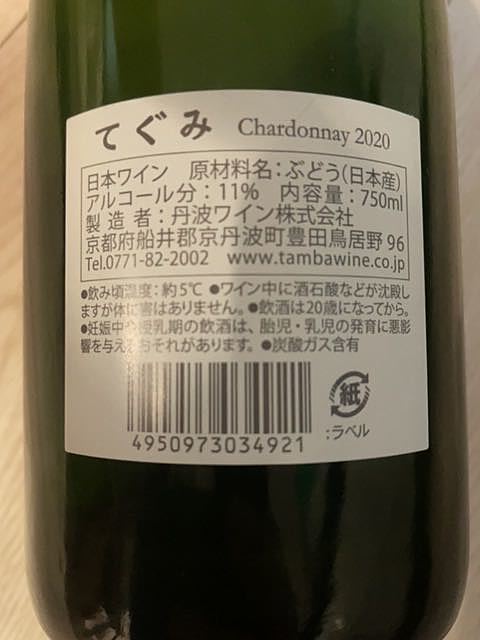 てぐみ Chardonnay 2020
日本ワイン 原材料名:ぶどう(日本産)
アルコール分:11% 内容量:750ml
製造者:丹波ワイン株式会社
京都府船井郡京丹波町豊田鳥居野 96
Tel.0771-82-2002 www.tambawine.co.jp
●飲み頃温度:約5℃ ●ワイン中に酒石酸などが沈殿し
ますが体に害はありません。●飲酒は20歳になってから。
●妊娠中や授乳期の飲酒は、胎児・乳児の発育に悪影
響を与えるおそれがあります。●炭酸ガス含有
紙
:ラベル
4950973034921